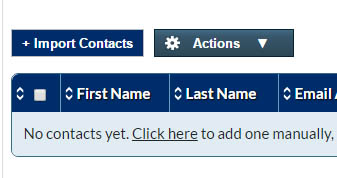 + Import Contacts Actions
First Name Last Name Email
No contacts yet. Click here to add one manually,